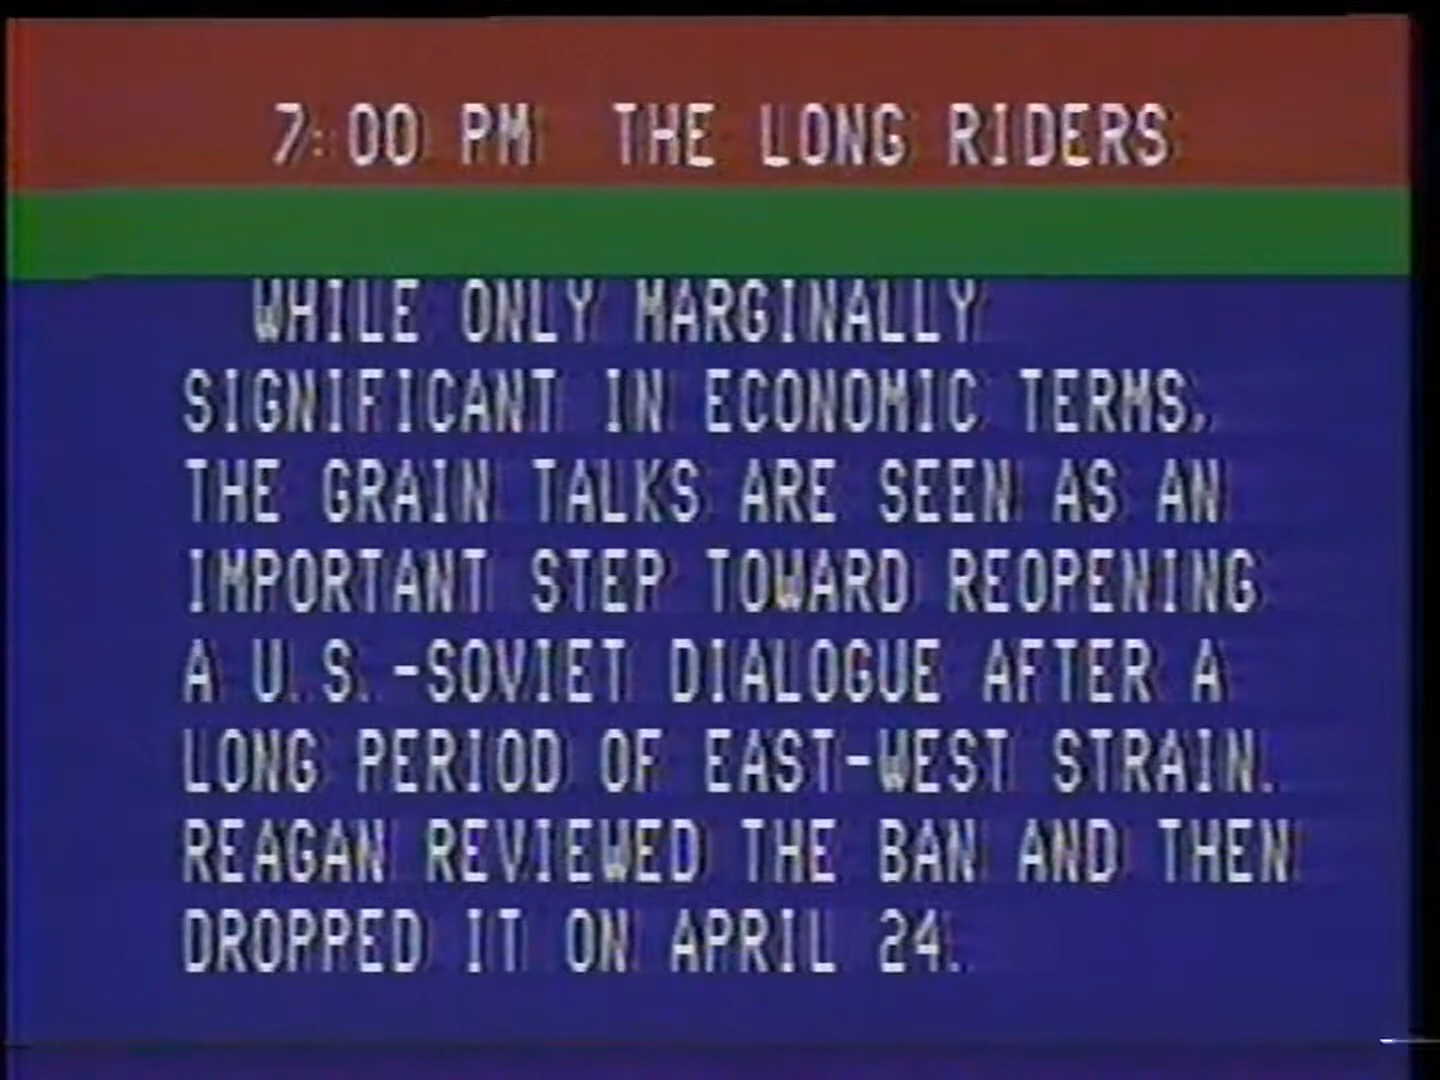 7:00 PM THE LONG RIDERS
WHILE ONLY MARGINALLY
SIGNIFICANT IN ECONOMIC TERMS,
THE GRAIN TALKS ARE SEEN AS AN
IMPORTANT STEP TOWARD REOPENING
A U.S.-SOVIET DIALOGUE AFTER A
LONG PERIOD OF EAST-WEST STRAIN.
REAGAN REVIEWED THE BAN AND THEN
DROPPED IT ON APRIL 24.